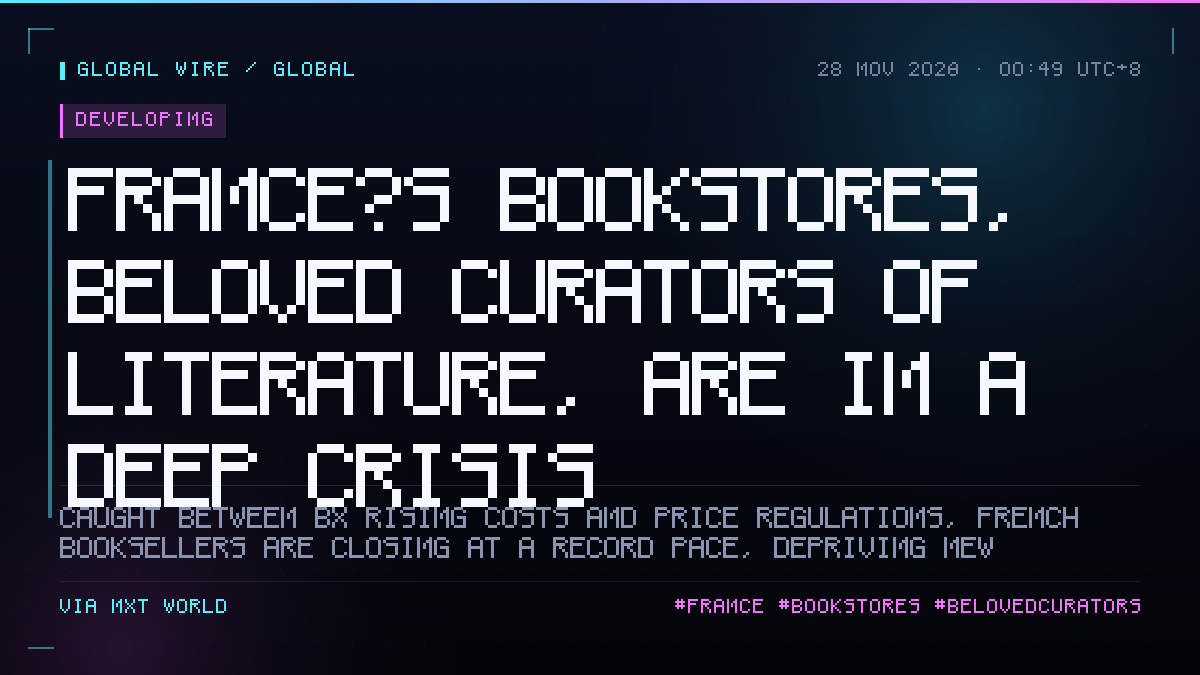 GLOBAL WIRE / GLOBAL
28 NOV 2026 · 00:49 UTC+8
DEVELOPING
FRANCE?S BOOKSTORES,
BELOVED CURATORS OF
LITERATURE, ARE IN A
DEEP CRISIS
CAUGHT BETWEEN BY RISING COSTS AND PRICE REGULATIONS, FRENCH
BOOKSELLERS ARE CLOSING AT A RECORD PACE, DEPRIVING NEW
VIA NYT WORLD
#FRANCE #BOOKSTORES #BELOVEDCURATORS